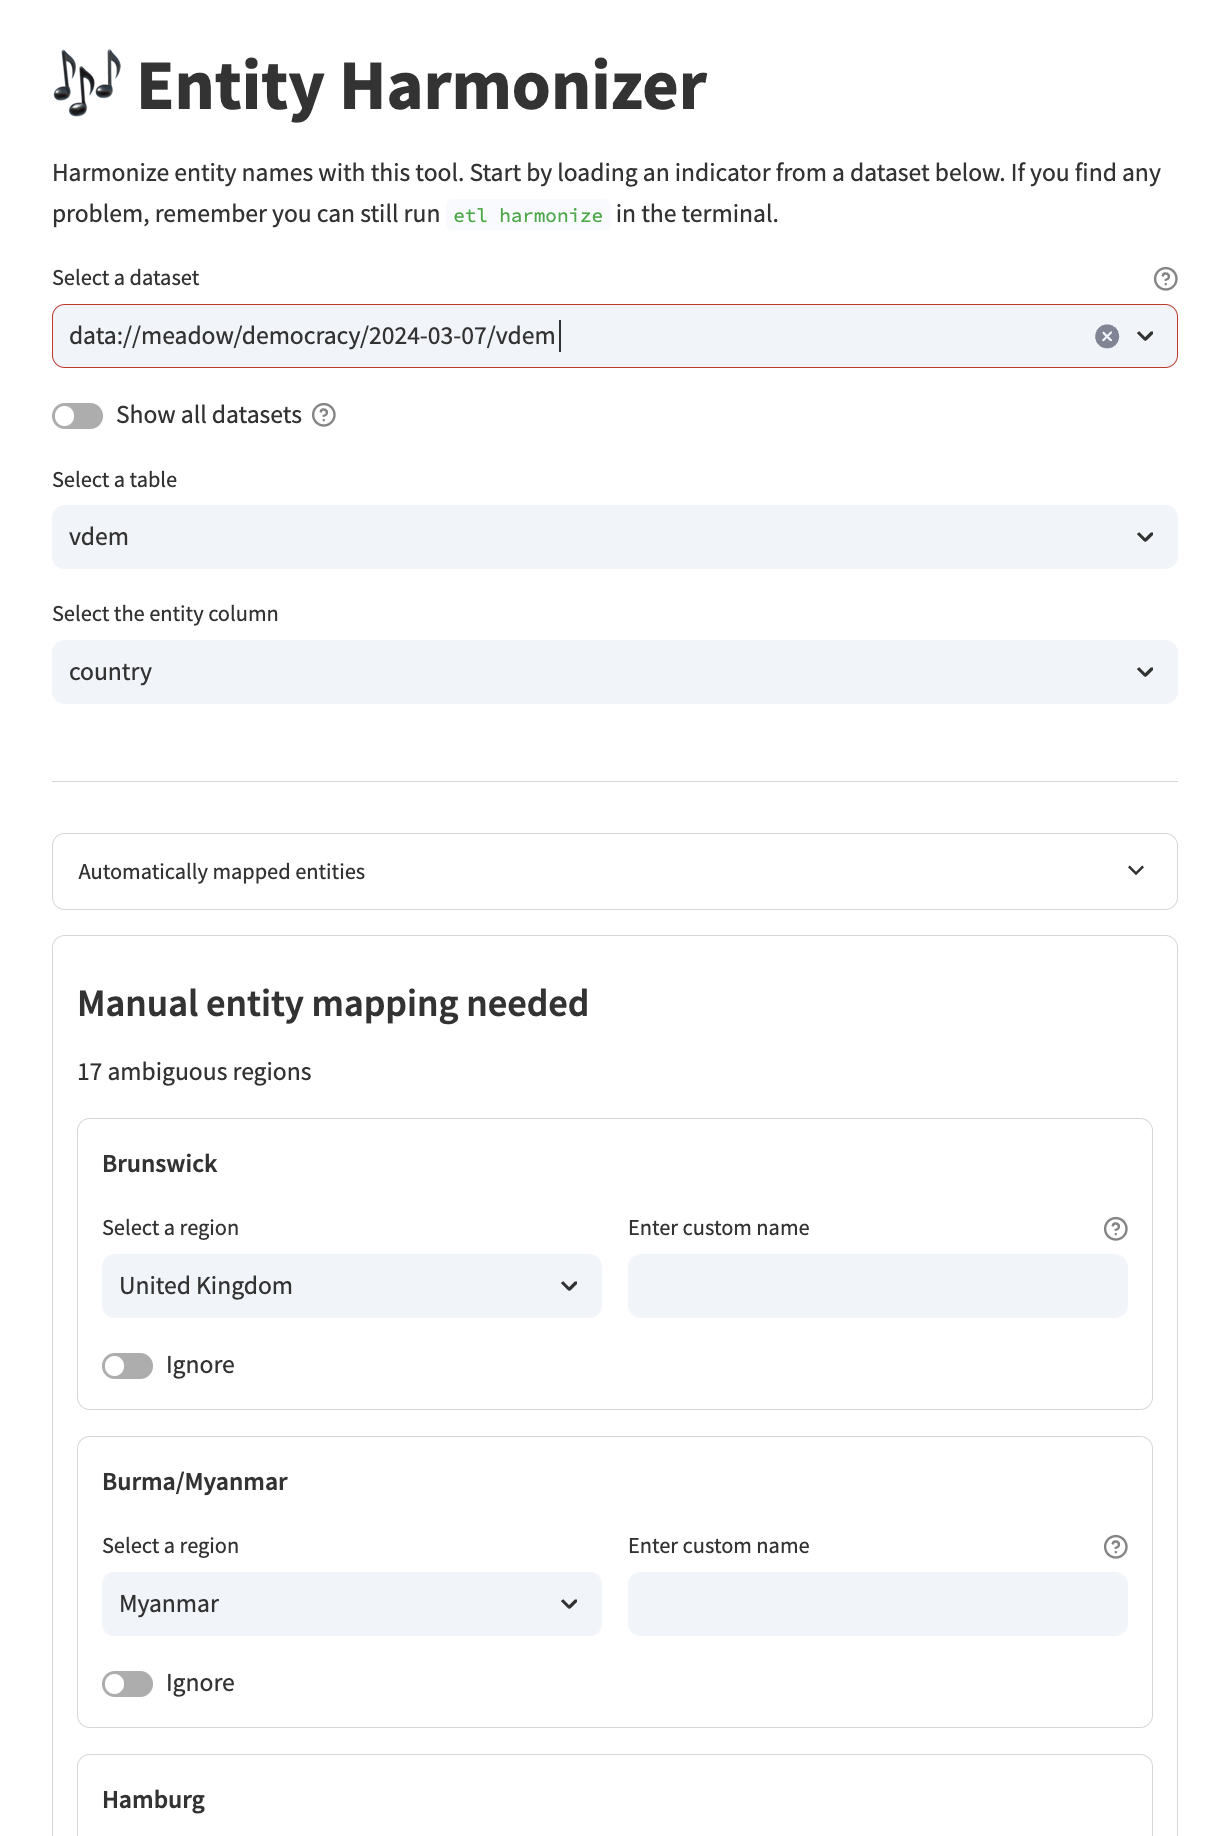 Entity Harmonizer
Harmonize entity names with this tool. Start by loading an indicator from a dataset below. If you find any
problem, remember you can still run etl harmonize in the terminal.
Select a dataset
data://meadow/democracy/2024-03-07/vdem
Show all datasets
Select a table
vdem
Select the entity column
country
Automatically mapped entities
Manual entity mapping needed
17 ambiguous regions
Brunswick
Select a region
Enter custom name
United Kingdom
Ignore
Burma/Myanmar
Select a region
Enter custom name
Myanmar
Ignore
Hamburg